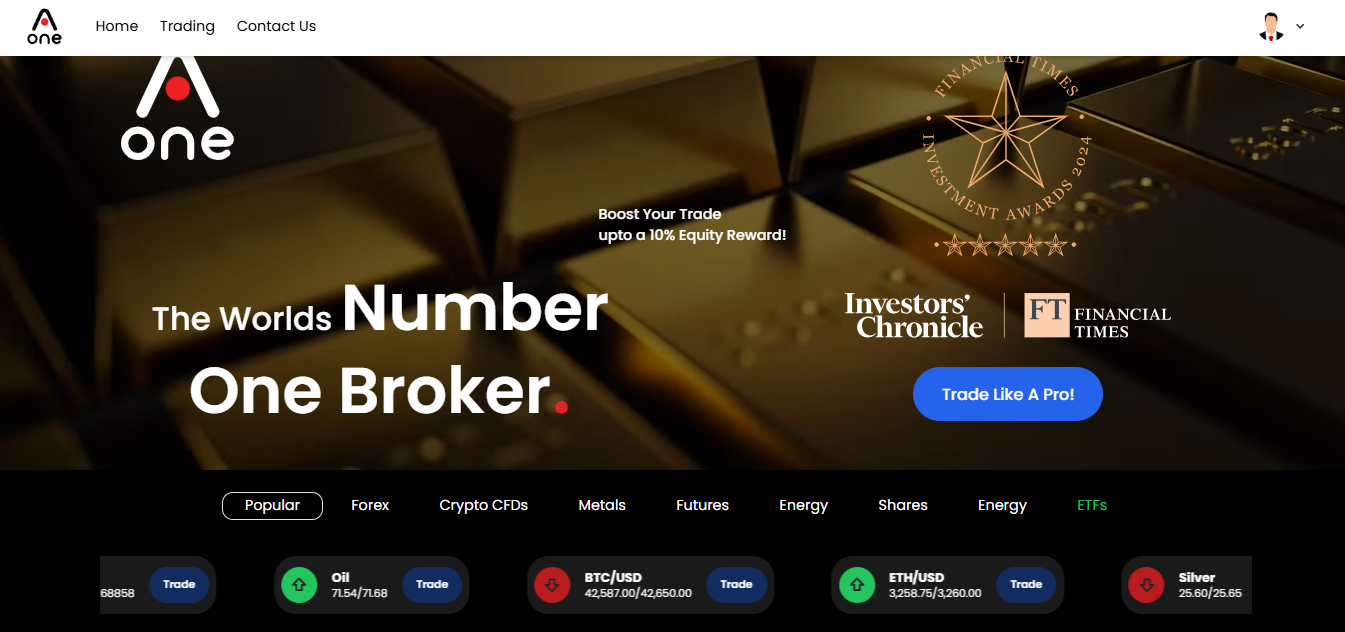 one
Home
Trading
Contact Us
one
FINANCIAL TIMES
INVESTMENT AWARDS 2024
Boost Your Trade
upto a 10% Equity Reward!
The Worlds Number
One Broker.
Investors'
Chronicle
FT FINANCIAL
TIMES
Trade Like A Pro!
Popular
Forex
Crypto CFDs
Metals
Futures
Energy
Shares
Energy
ETFs
68858
Trade
Oil
71.54/71.68
Trade
BTC/USD
42,587.00/42,650.00
Trade
ETH/USD
3,258.75/3,260.00
Trade
Silver
25.60/25.65